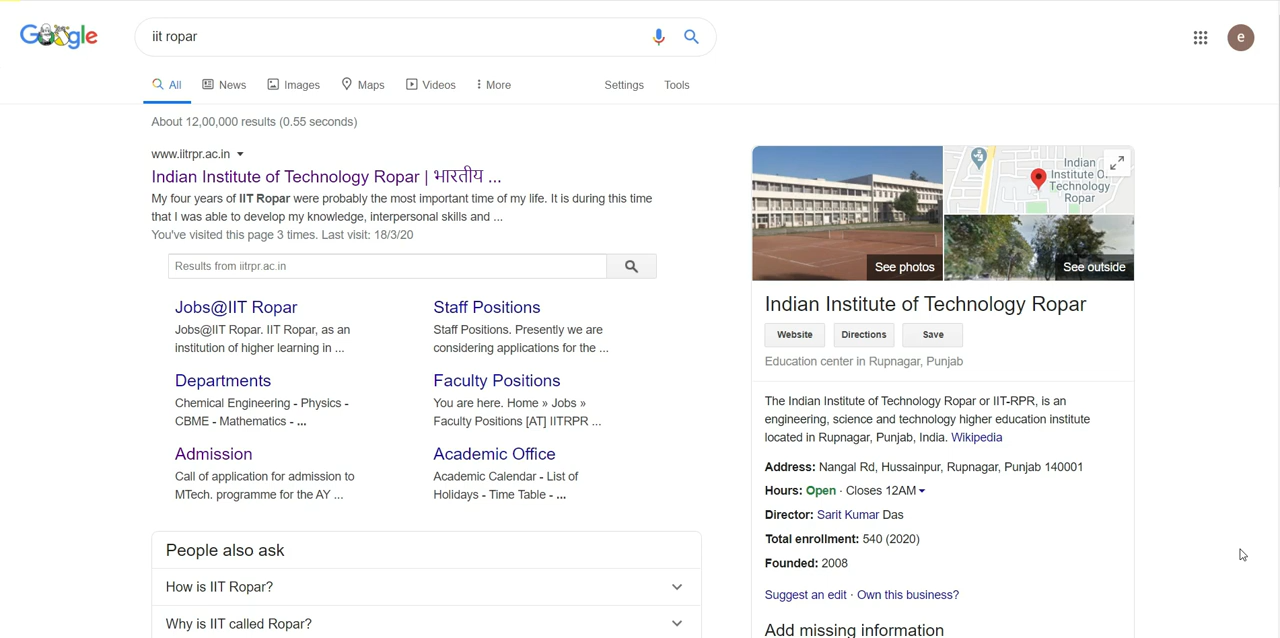 Google
iit ropar
e
All
News
Images
Maps
Videos
More
Settings
Tools
About 12,00,000 results (0.55 seconds)
www.iitrpr.ac.in
Indian Institute of Technology Ropar | भारतीय ...
My four years of IIT Ropar were probably the most important time of my life. It is during this time
that I was able to develop my knowledge, interpersonal skills and ...
You've visited this page 3 times. Last visit: 18/3/20
Results from iitrpr.ac.in
Jobs@IIT Ropar
Jobs@IIT Ropar. IIT Ropar, as an
institution of higher learning in ...
Staff Positions
Staff Positions. Presently we are
considering applications for the ...
Departments
Chemical Engineering - Physics -
CBME - Mathematics - ...
Faculty Positions
You are here. Home » Jobs »
Faculty Positions [AT] IITRPR ...
Admission
Call of application for admission to
MTech. programme for the AY ...
Academic Office
Academic Calendar - List of
Holidays - Time Table - ...
People also ask
How is IIT Ropar?
Why is IIT called Ropar?
See photos
Indian
Institute O...
Technology
Ropar
See outside
Indian Institute of Technology Ropar
Website
Directions
Save
Education center in Rupnagar, Punjab
The Indian Institute of Technology Ropar or IIT-RPR, is an
engineering, science and technology higher education institute
located in Rupnagar, Punjab, India. Wikipedia
Address: Nangal Rd, Hussainpur, Rupnagar, Punjab 140001
Hours: Open · Closes 12AM
Director: Sarit Kumar Das
Total enrollment: 540 (2020)
Founded: 2008
Suggest an edit · Own this business?
Add missing information